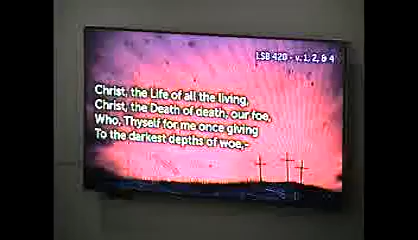 LSB 420 - v. 1, 2, & 4
Christ, the Life of all the living,
Christ, the Death of death, our foe,
Who, Thyself for me once giving
To the darkest depths of woe,-